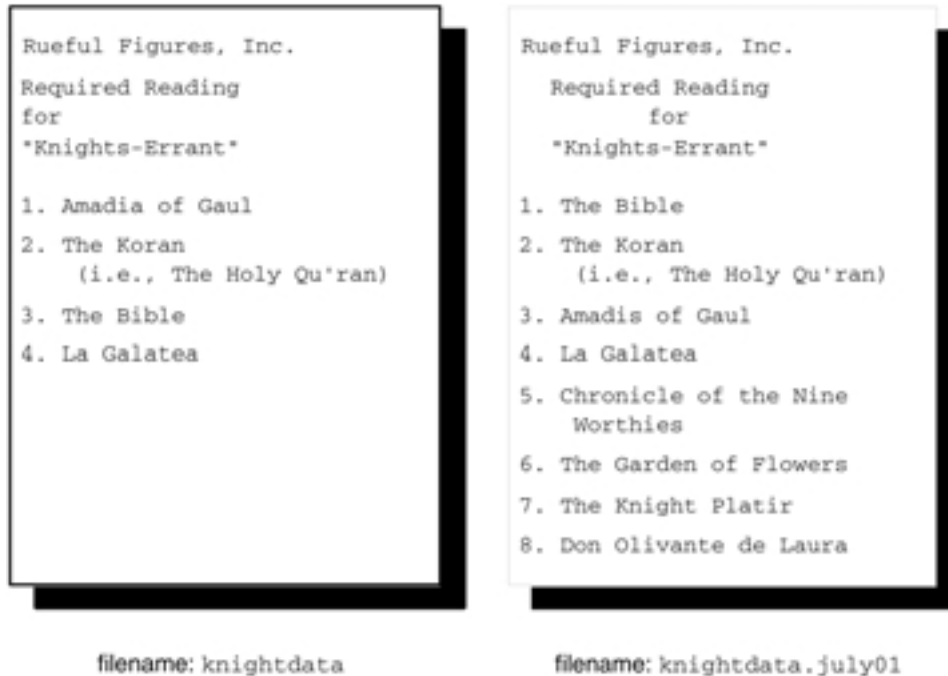 Rueful Figures, Inc.
Required Reading
for
"Knights-Errant"
1. Amadia of Gaul
2. The Koran
(i.e., The Holy Qu'ran)
3. The Bible
4. La Galatea
filename: knightdata
Rueful Figures, Inc.
Required Reading
for
"Knights-Errant"
1. The Bible
2. The Koran
(i.e., The Holy Qu'ran)
3. Amadis of Gaul
4. La Galatea
5. Chronicle of the Nine
Worthies
6. The Garden of Flowers
7. The Knight Platir
8. Don Olivante de Laura
filename: knightdata.july01